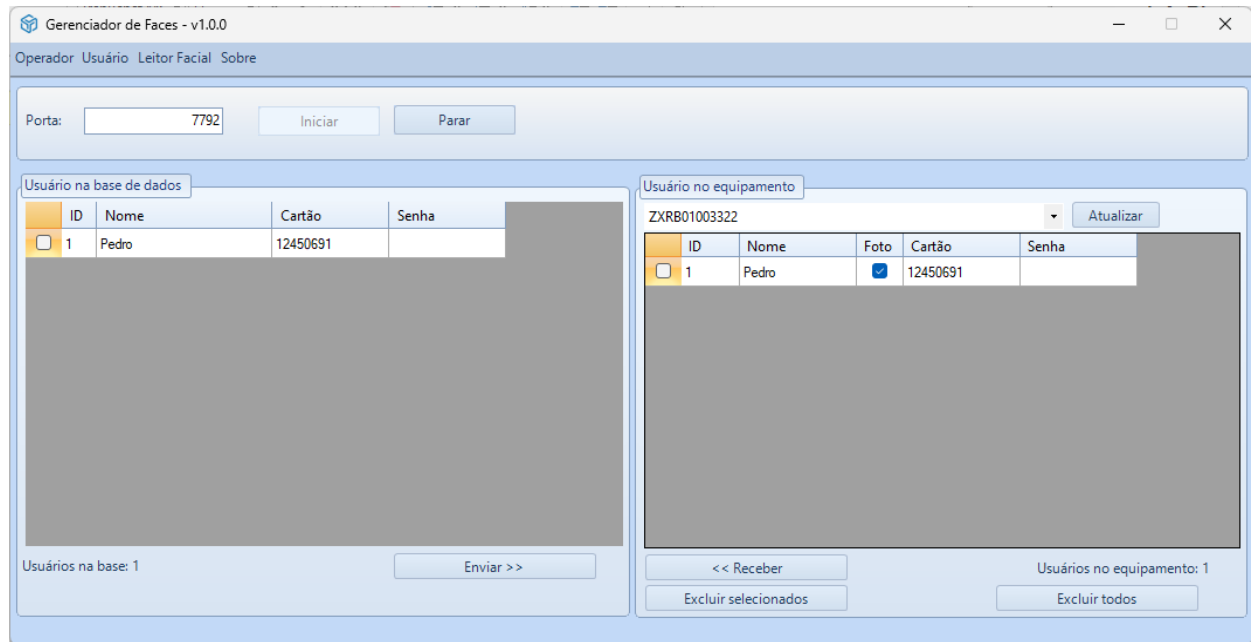 Gerenciador de Faces - v1.0.0
Operador Usuário Leitor Facial Sobre
Porta: 7792 Iniciar Parar
Usuário na base de dados
ID Nome Cartão Senha
1 Pedro 12450691
Usuários na base: 1 Enviar >>
Usuário no equipamento
ZXRB01003322 Atualizar
ID Nome Foto Cartão Senha
1 Pedro 12450691
<< Receber Usuários no equipamento: 1
Excluir selecionados Excluir todos